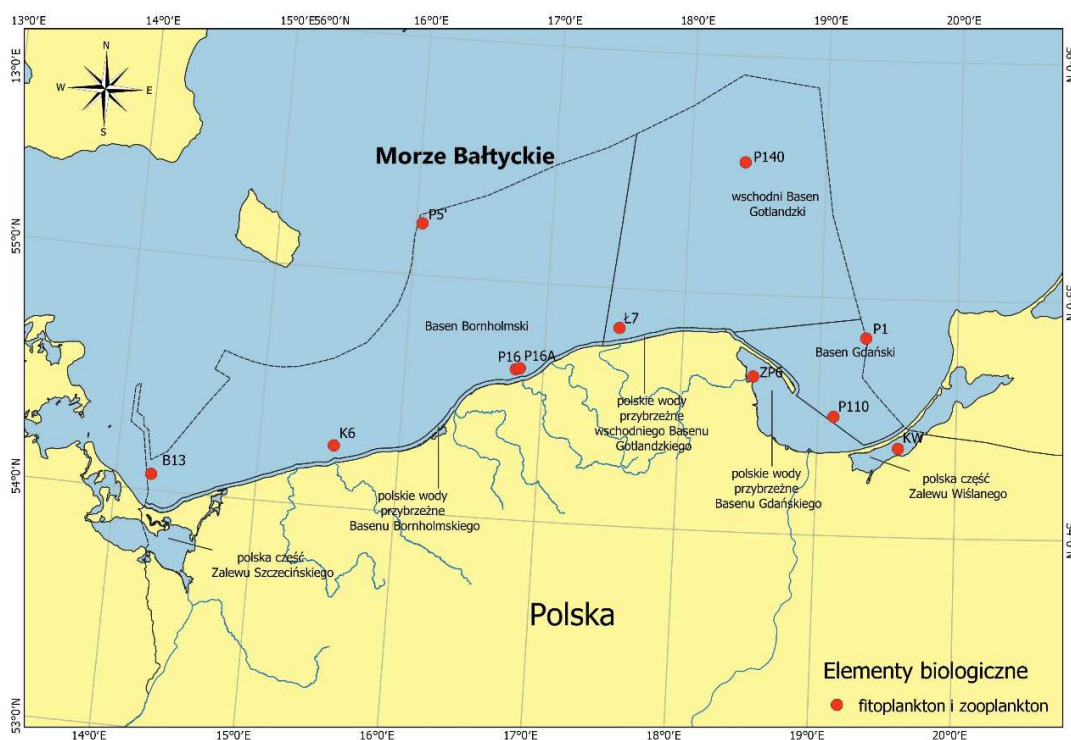 13°0'E 14°0'E 15°0'E 56°0'N 16°0'E 17°0'E 18°0'E 19°0'E 20°0'E
13°0'E
N
W E
S
Morze Bałtyckie
P140
wschodni Basen
Gotlandzki
P5'
55°0'N
Basen Bornholmski
Ł7
P1
Basen Gdański
P16 P16A
ZP6
polskie wody
przybrzeżne
wschodniego Basenu
Gotlandzkiego
P110
K6
KW
B13
54°0'N
polskie wody
przybrzeżne
Basenu Bornholmskiego
polskie wody
przybrzeżne
Basenu Gdańskiego
polska część
Zalewu Wiślanego
polska część
Zalewu Szczecińskiego
Polska
Elementy biologiczne
fitoplankton i zooplankton
53°0'N
14°0'E 15°0'E 16°0'E 17°0'E 18°0'E 19°0'E 20°0'E